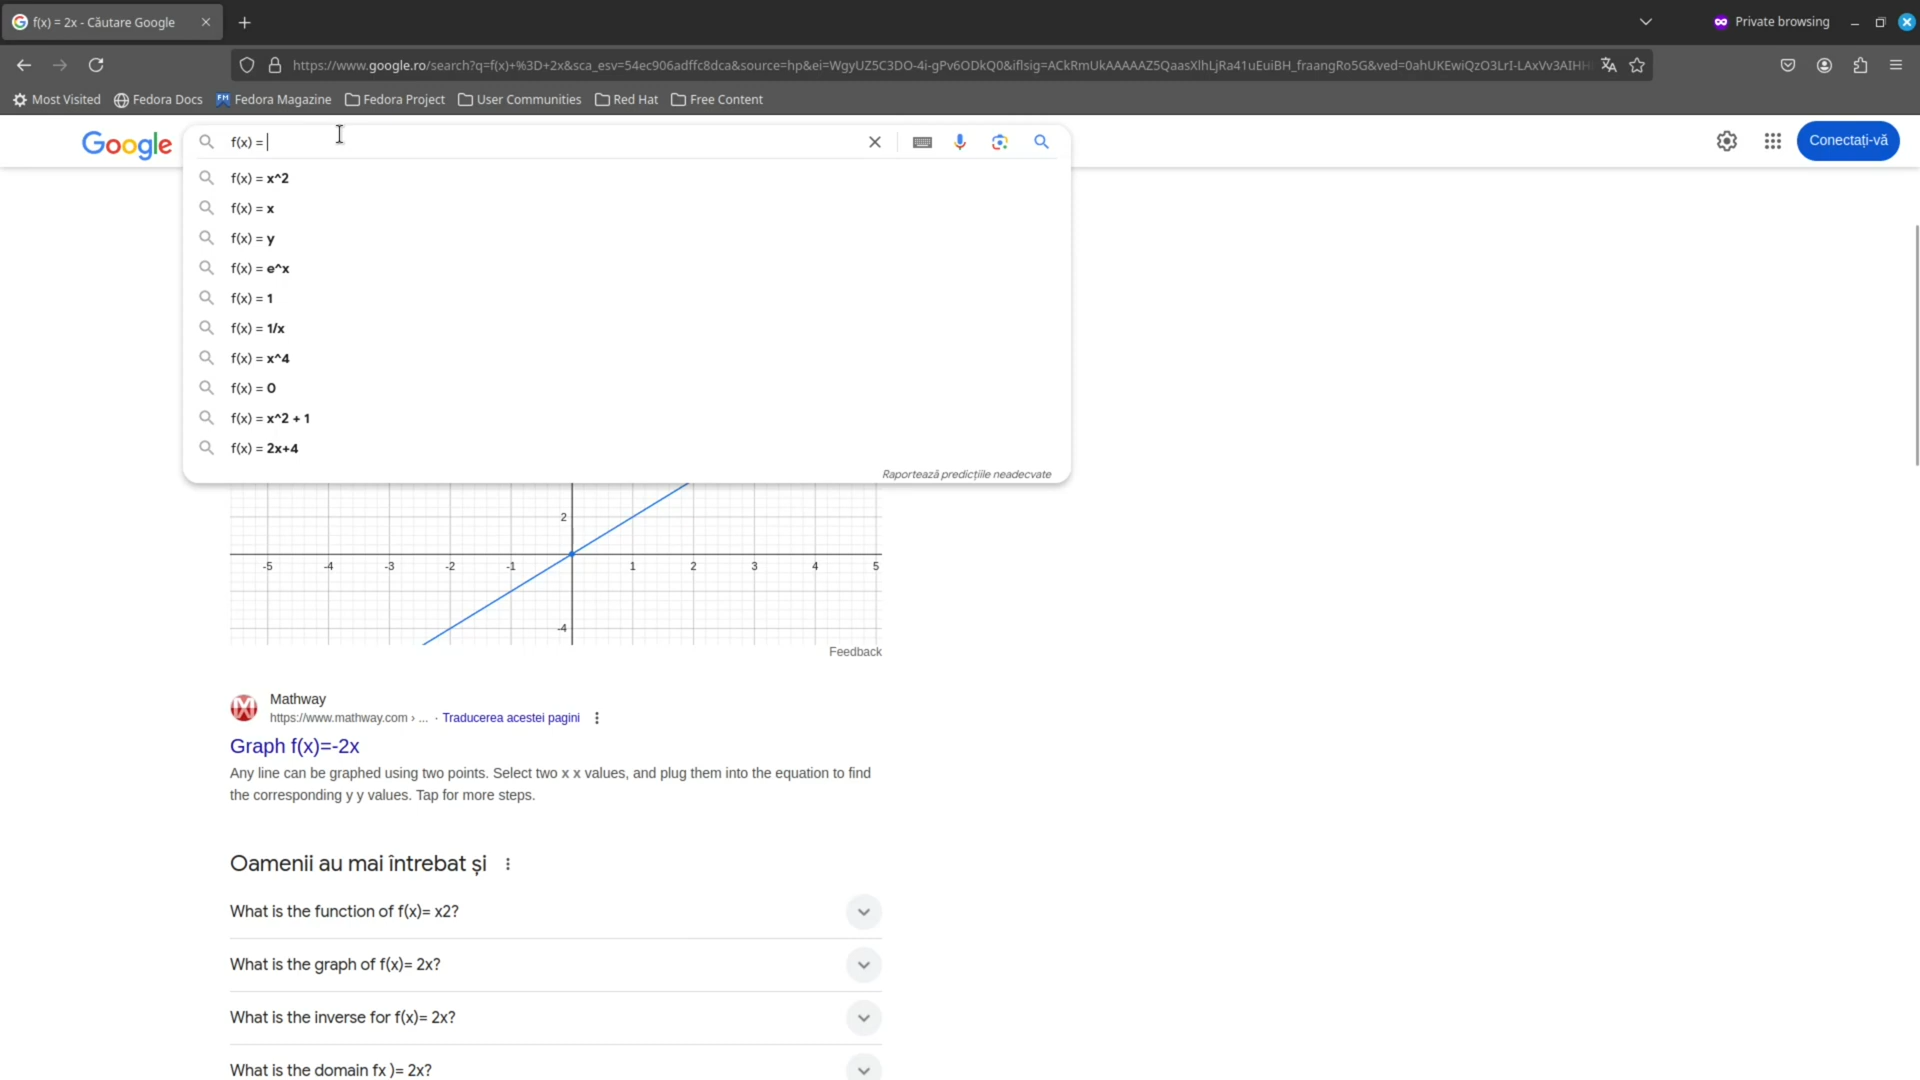 f(x) = 2x - Căutare Google
Private browsing
https://www.google.ro/search?q=f(x)+%3D+2x&sca_esv=54ec906adffc8dca&source=hp&ei=WgyUZ5C3DO-4i-gPv6ODkQ0&iflsig=ACkRmUkAAAAAZ5QaasXlhLjRa41uEuiBH_fraangRo5G&ved=0ahUKEwiQzO3LrI-LAxVv3AIHH
Most Visited
Fedora Docs
Fedora Magazine
Fedora Project
User Communities
Red Hat
Free Content
Google
f(x) =
Conectați-vă
f(x) = x^2
f(x) = x
f(x) = y
f(x) = e^x
f(x) = 1
f(x) = 1/x
f(x) = x^4
f(x) = 0
f(x) = x^2 + 1
f(x) = 2x+4
Raportează predicțiile neadecvate
2
-5 -4 -3 -2 -1 1 2 3 4 5
-4
Feedback
Mathway
https://www.mathway.com › ... · Traducerea acestei pagini
Graph f(x)=-2x
Any line can be graphed using two points. Select two x x values, and plug them into the equation to find
the corresponding y y values. Tap for more steps.
Oamenii au mai întrebat și
What is the function of f(x)= x2?
What is the graph of f(x)= 2x?
What is the inverse for f(x)= 2x?
What is the domain fx )= 2x?